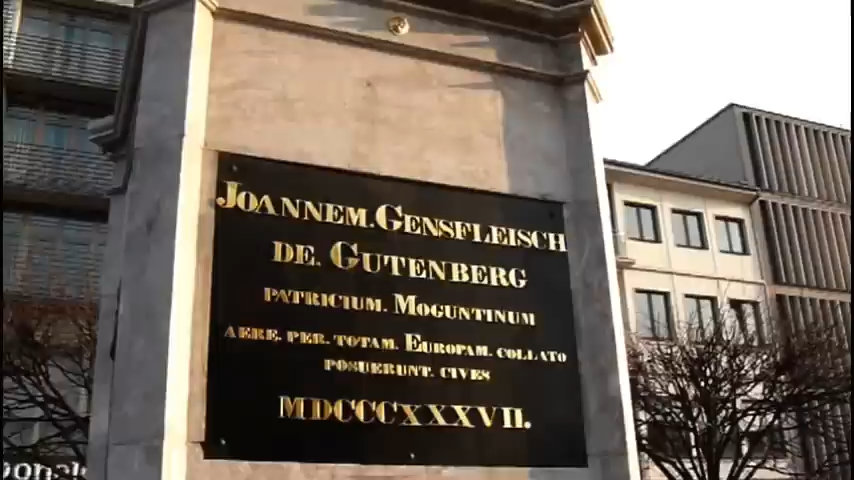 JOANNEM. GENSFLEISCH
DE. GUTENBERG
PATRICIUM. MOGUNTINUM
AERE. PER. TOTAM. EUROPAM. COLLATO
POSUERUNT. CIVES
MDCCCXXXVII.